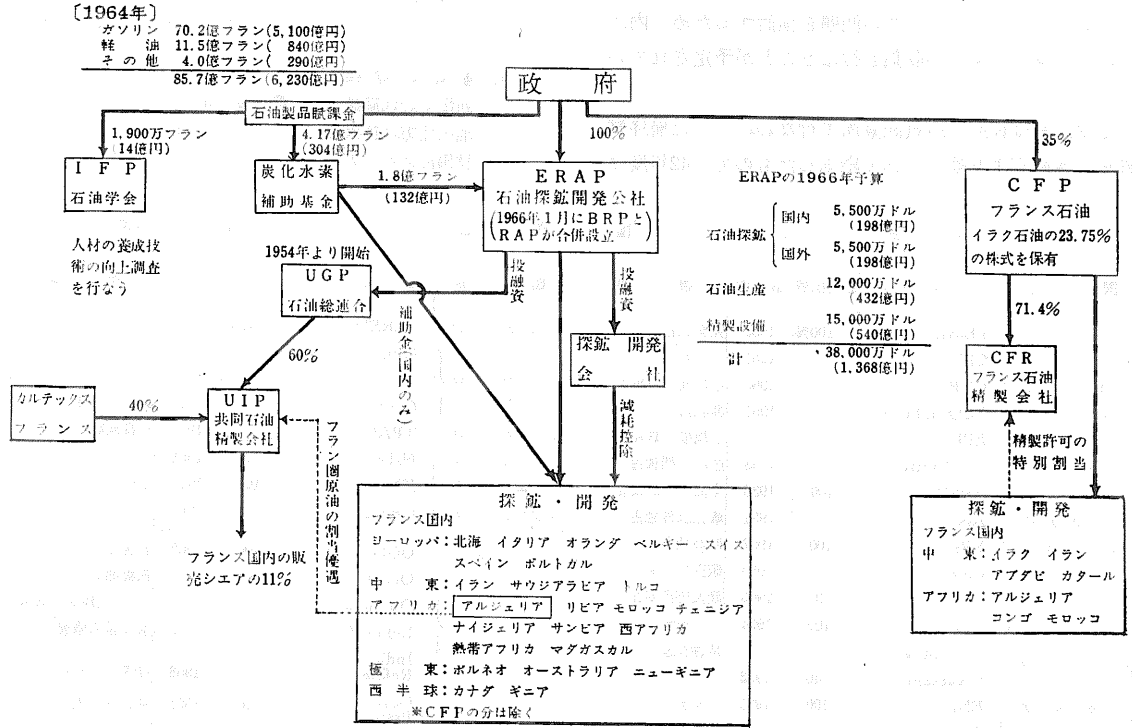 〔1964年〕
ガソリン 70.2億フラン(5,100億円)
軽油 11.5億フラン( 840億円)
その他 4.0億フラン( 290億円)
85.7億フラン(6,230億円)
政府
石油製品賦課金
1,900万フラン
(14億円)
4.17億フラン
(304億円)
100%
35%
IFP
石油学会
人材の養成技
術の向上調査
を行なう
炭化水素
補助基金
1.8億フラン
(132億円)
ERAP
石油探鉱開発公社
(1966年1月にBRPと
RAPが合併設立)
ERAPの1966年予算
石油探鉱
国内 5,500万ドル
(198億円)
国外 5,500万ドル
(198億円)
石油生産 12,000万ドル
(432億円)
精製設備 15,000万ドル
(540億円)
計 38,000万ドル
(1,368億円)
CFP
フランス石油
イラク石油の23.75%
の株式を保有
71.4%
CFR
フランス石油
精製会社
1954年より開始
UGP
石油総連合
投融資
投融資
補助金(国内のみ)
探鉱開発
会社
減耗控除
60%
カルテックス
フランス
40%
UIP
共同石油
精製会社
フラン圏原油の割当優遇
フランス国内の販
売シエアの11%
精製許可の
特別割当
探鉱・開発
フランス国内
ヨーロッパ:北海 イタリア オランダ ベルギー スイス
スペイン ポルトカル
中東:イラン サウジアラビア トルコ
アフリカ:アルジェリア リビア モロッコ チェニジア
ナイジェリア サンビア 西アフリカ
熱帯アフリカ マダガスカル
極東:ボルネオ オーストラリア ニューギニア
西半球:カナダ ギニア
※CFPの分は除く
探鉱・開発
フランス国内
中東:イラク イラン
アブダビ カタール
アフリカ:アルジェリア
コンゴ モロッコ